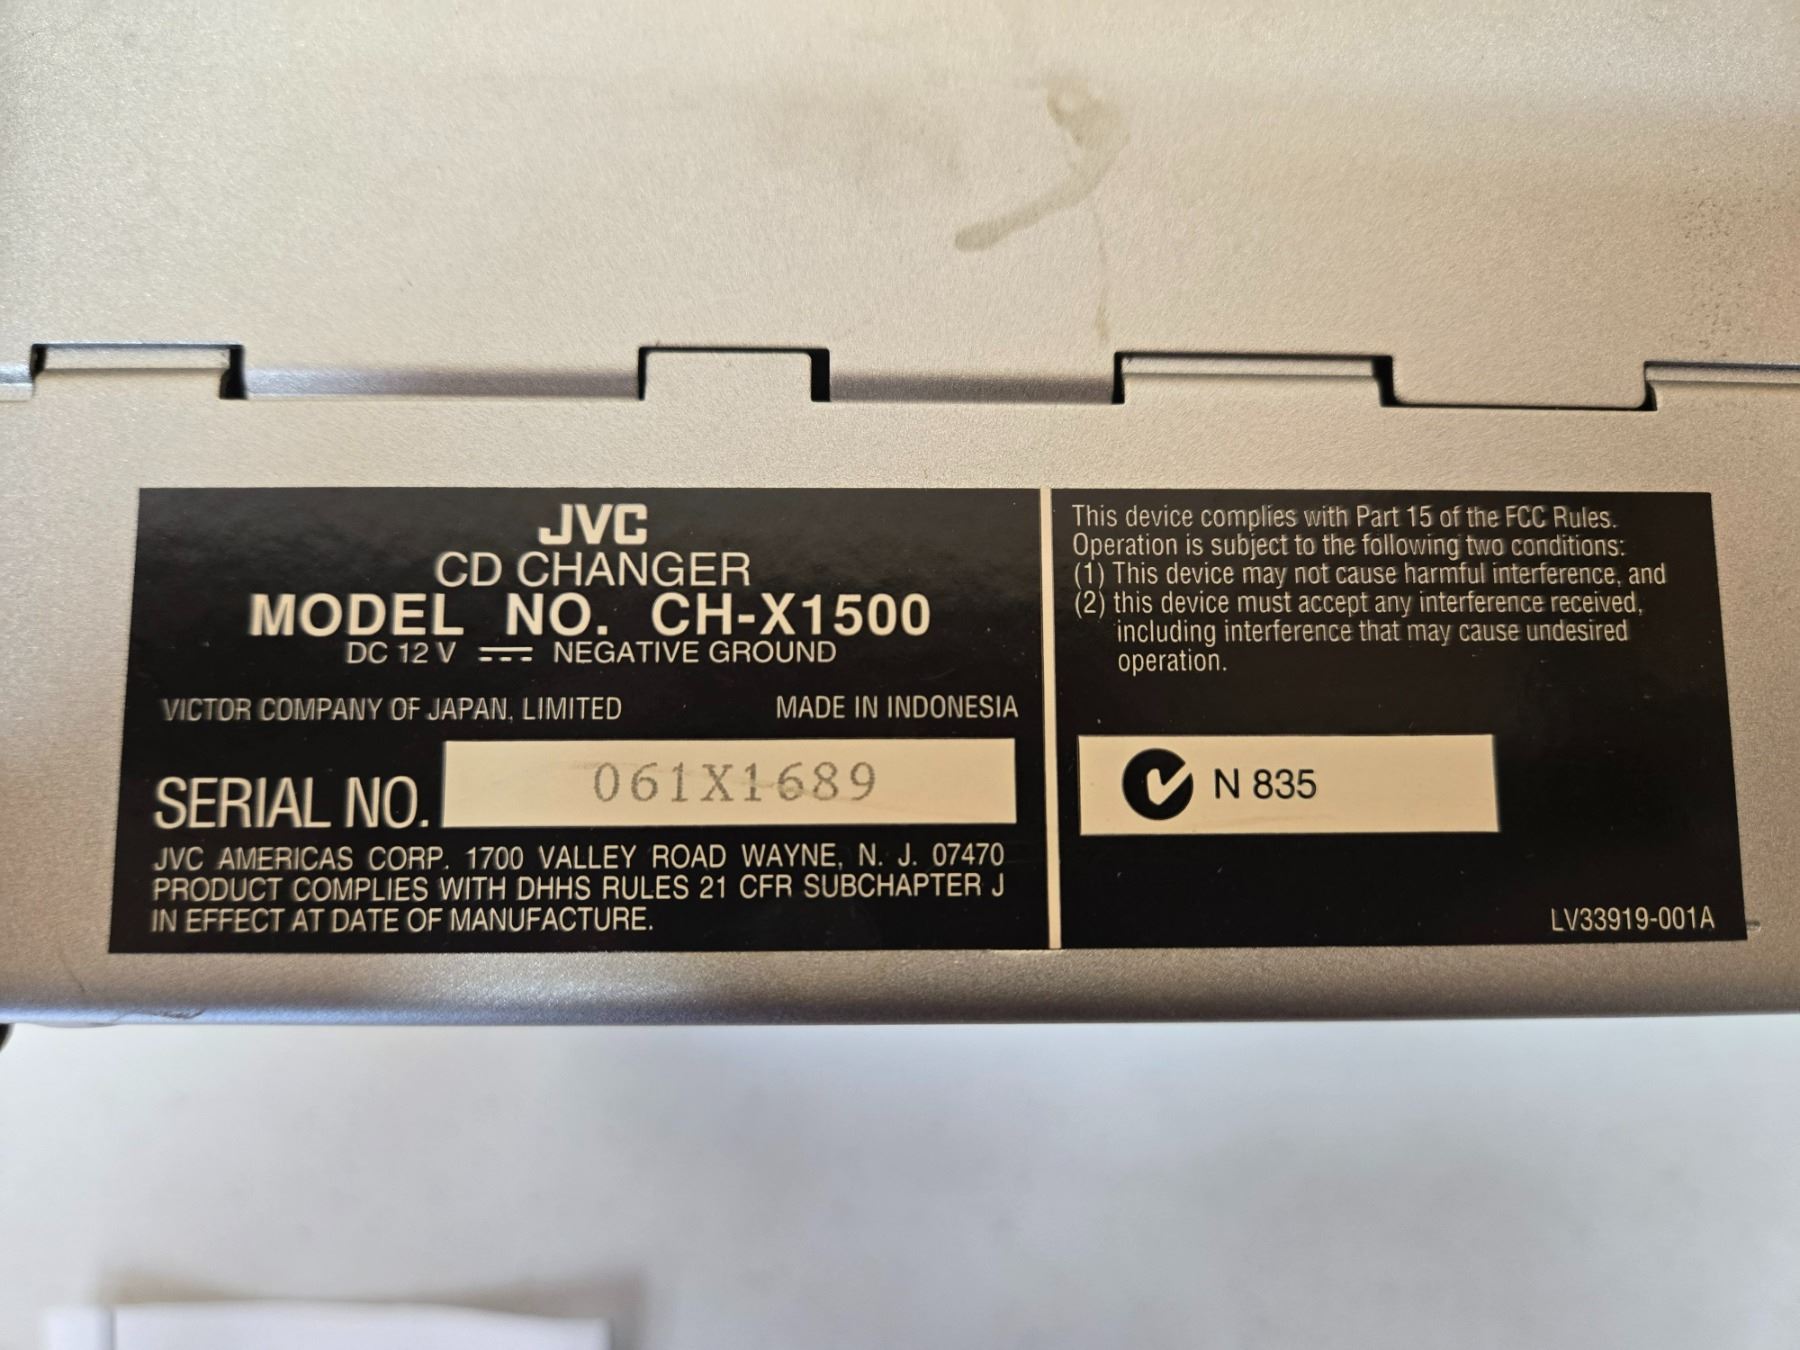 JVC
CD CHANGER
MODEL NO. CH-X1500
DC 12 V NEGATIVE GROUND
VICTOR COMPANY OF JAPAN, LIMITED MADE IN INDONESIA
SERIAL NO. 061X1689
JVC AMERICAS CORP. 1700 VALLEY ROAD WAYNE, N. J. 07470
PRODUCT COMPLIES WITH DHHS RULES 21 CFR SUBCHAPTER J
IN EFFECT AT DATE OF MANUFACTURE.
This device complies with Part 15 of the FCC Rules.
Operation is subject to the following two conditions:
(1) This device may not cause harmful interference, and
(2) this device must accept any interference received,
including interference that may cause undesired
operation.
N 835
LV33919-001A